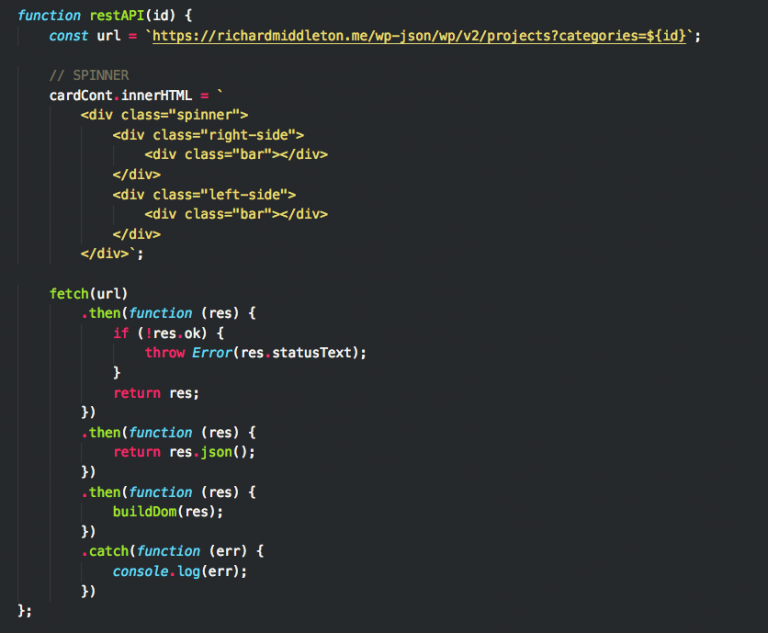 function restAPI(id) {
    const url = `https://richardmiddleton.me/wp-json/wp/v2/projects?categories=${id}`;

    // SPINNER
    cardCont.innerHTML = `
        <div class="spinner">
            <div class="right-side">
                <div class="bar"></div>
            </div>
            <div class="left-side">
                <div class="bar"></div>
            </div>
        </div>`;

    fetch(url)
        .then(function (res) {
            if (!res.ok) {
                throw Error(res.statusText);
            }
            return res;
        })
        .then(function (res) {
            return res.json();
        })
        .then(function (res) {
            buildDom(res);
        })
        .catch(function (err) {
            console.log(err);
        })
};